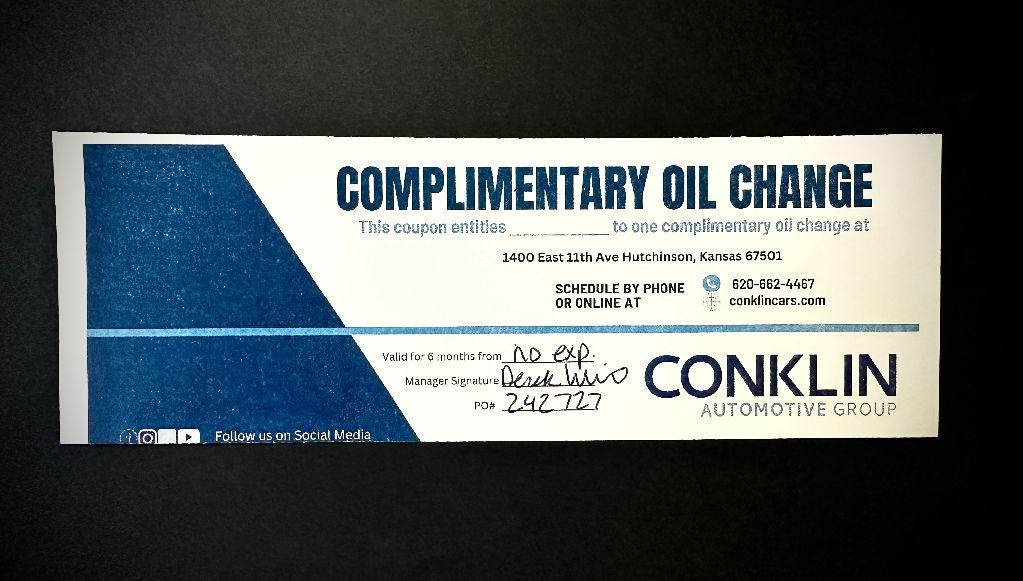 COMPLIMENTARY OIL CHANGE
This coupon entities __________ to one complimentary oil change at
1400 East 11th Ave Hutchinson, Kansas 67501
SCHEDULE BY PHONE
OR ONLINE AT
620-662-4467
conklincars.com
Valid for 6 months from no exp.
Manager Signature Derek
PO# 242727
CONKLIN
AUTOMOTIVE GROUP
Follow us on Social Media